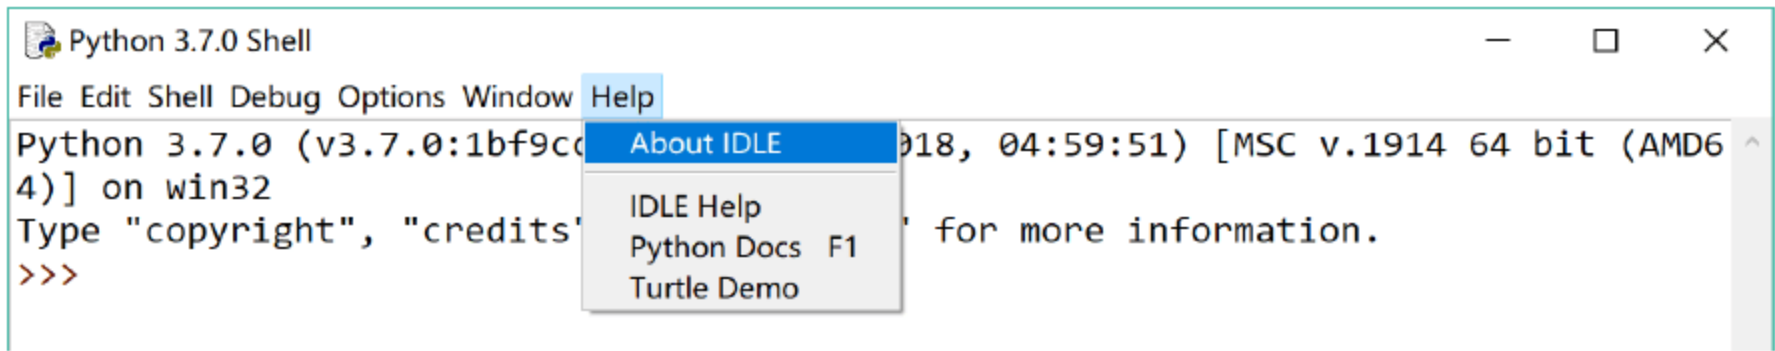 Python 3.7.0 Shell
File Edit Shell Debug Options Window Help
Python 3.7.0 (v3.7.0:1bf9cc 018, 04:59:51) [MSC v.1914 64 bit (AMD6
4)] on win32
Type "copyright", "credits" " for more information.
>>>
About IDLE
IDLE Help
Python Docs F1
Turtle Demo